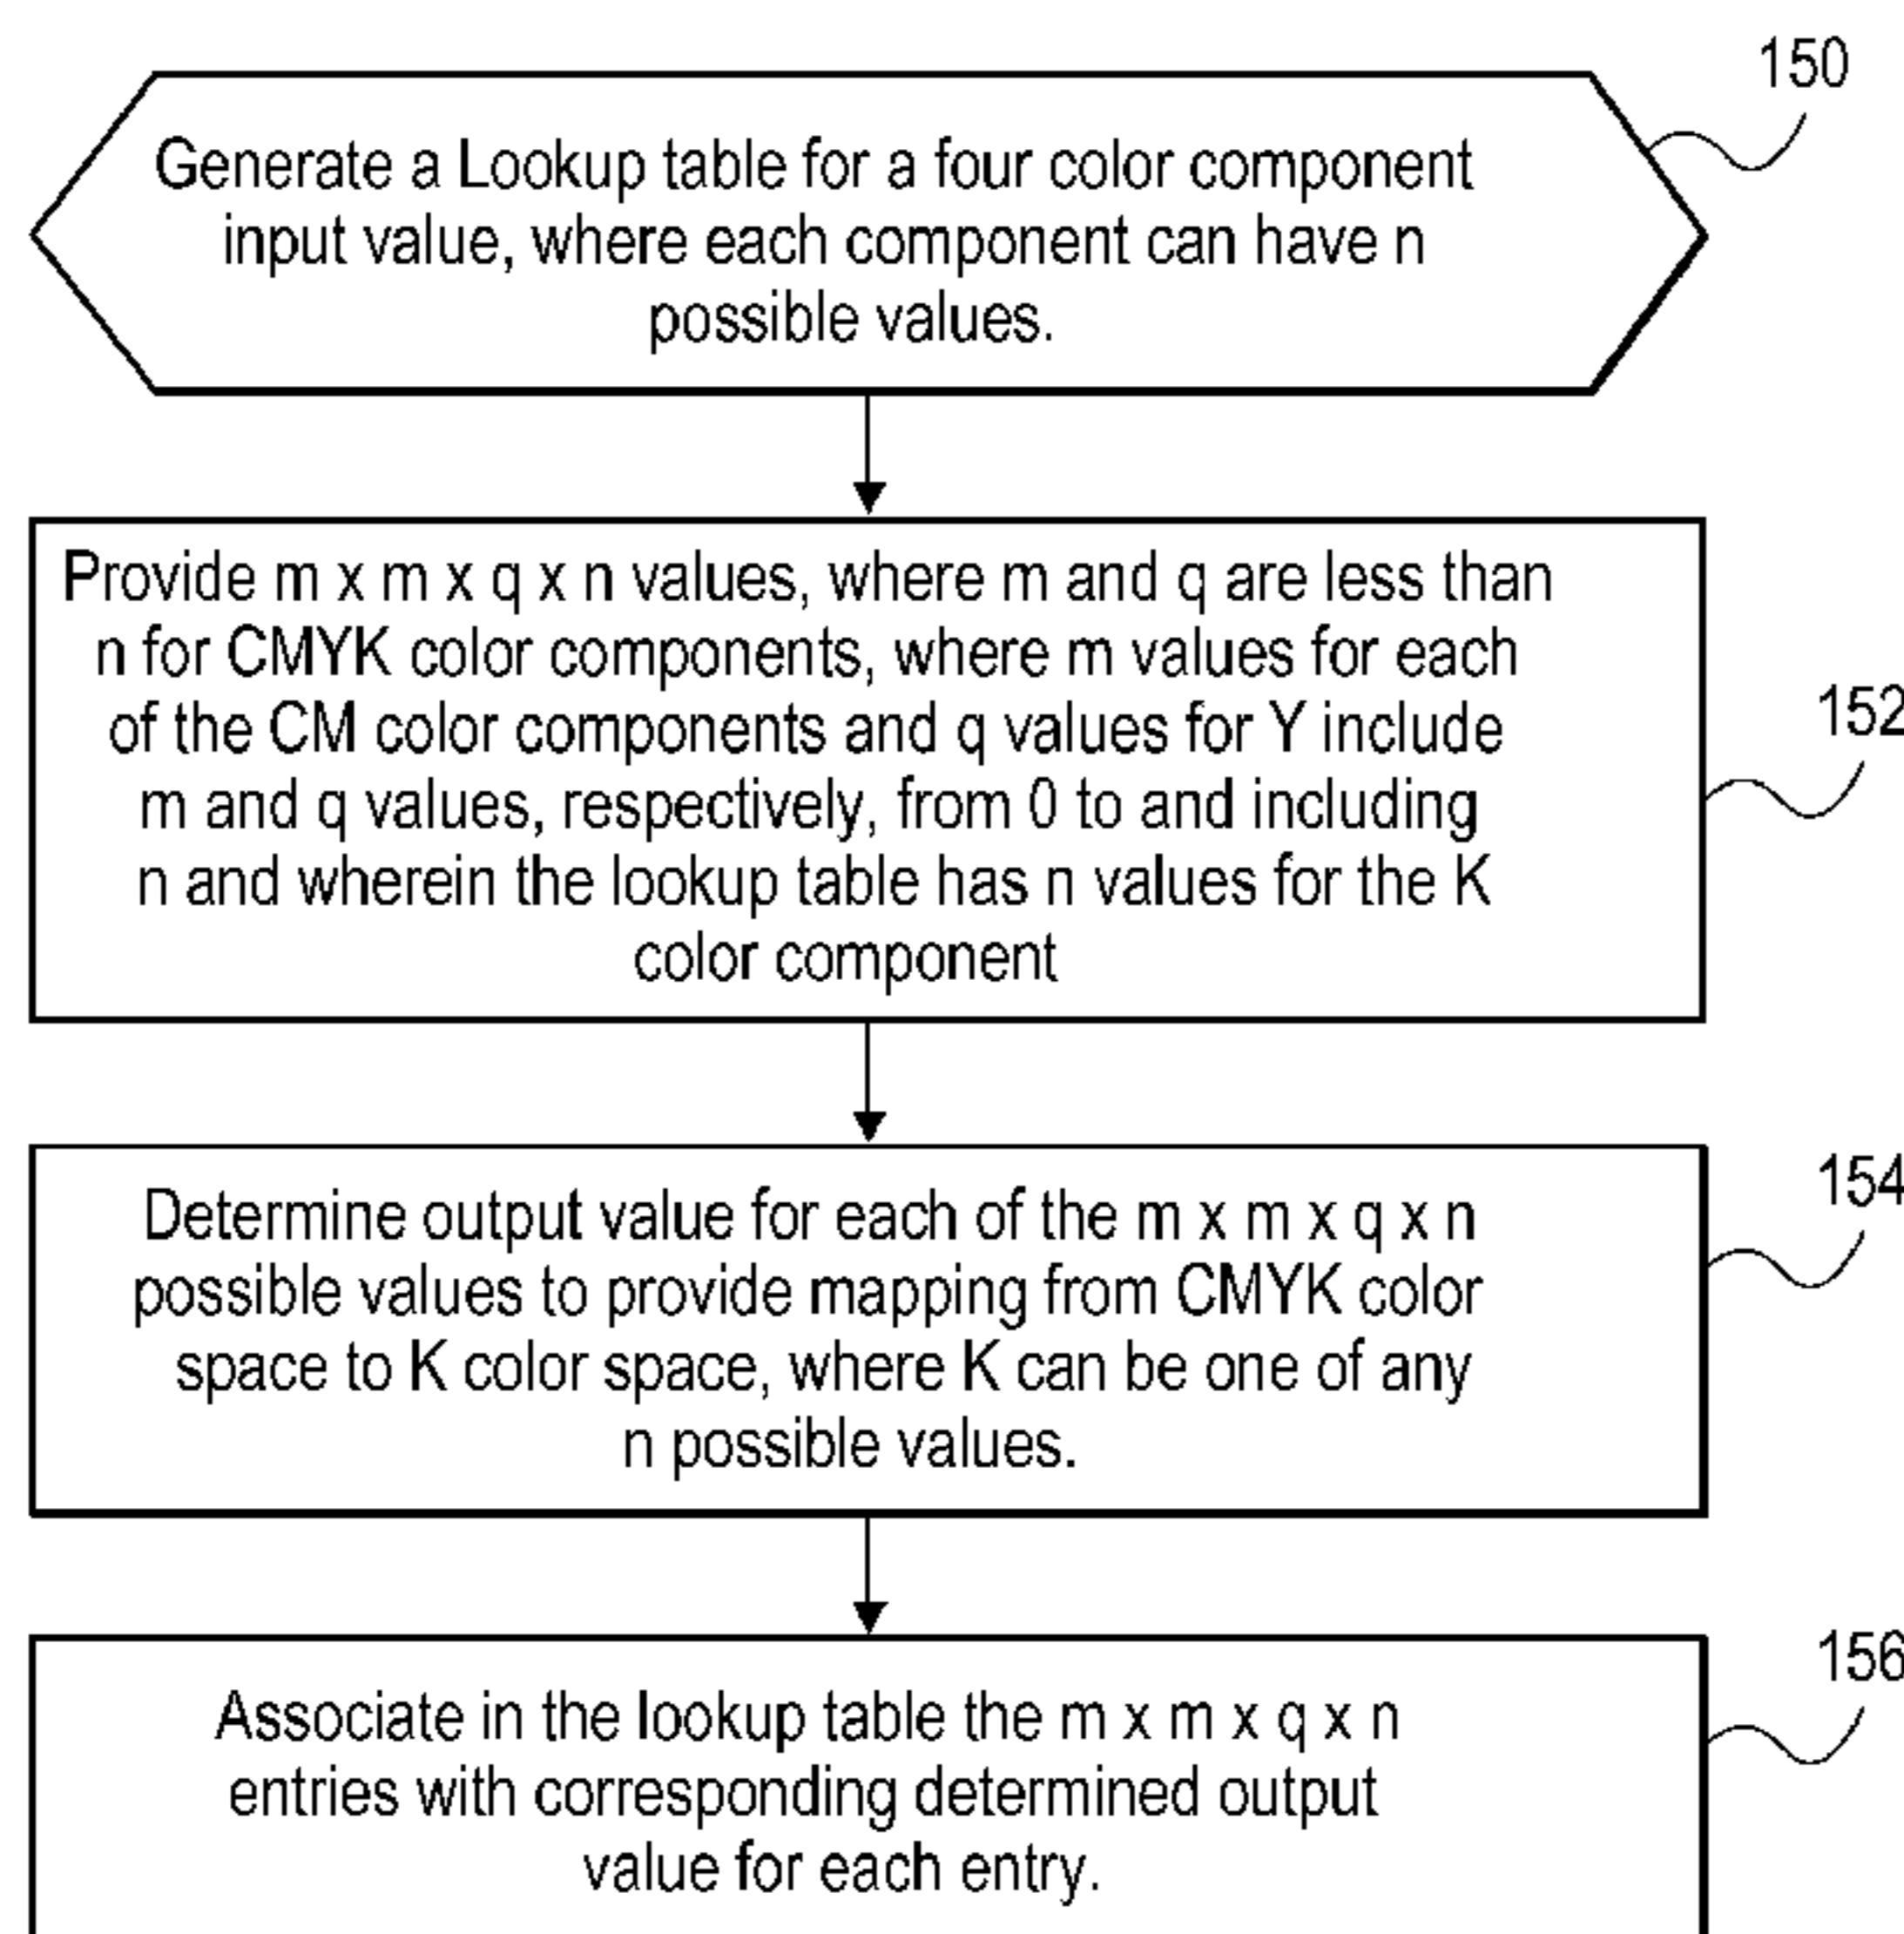 150
Generate a Lookup table for a four color component
input value, where each component can have n
possible values.
Provide m x m x q x n values, where m and q are less than
n for CMYK color components, where m values for each
of the CM color components and q values for Y include
m and q values, respectively, from 0 to and including
n and wherein the lookup table has n values for the K
color component
152
Determine output value for each of the m x m x q x n
possible values to provide mapping from CMYK color
space to K color space, where K can be one of any
n possible values.
154
Associate in the lookup table the m x m x q x n
entries with corresponding determined output
value for each entry.
156